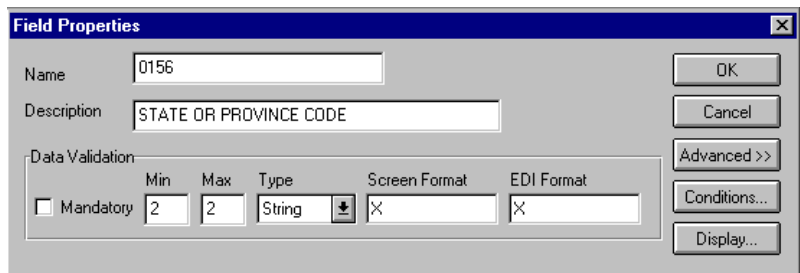 Field Properties
Name 0156 OK
Description STATE OR PROVINCE CODE Cancel
Data Validation Advanced >>
Min Max Type Screen Format EDI Format
Mandatory 2 2 String X X Conditions...
Display...